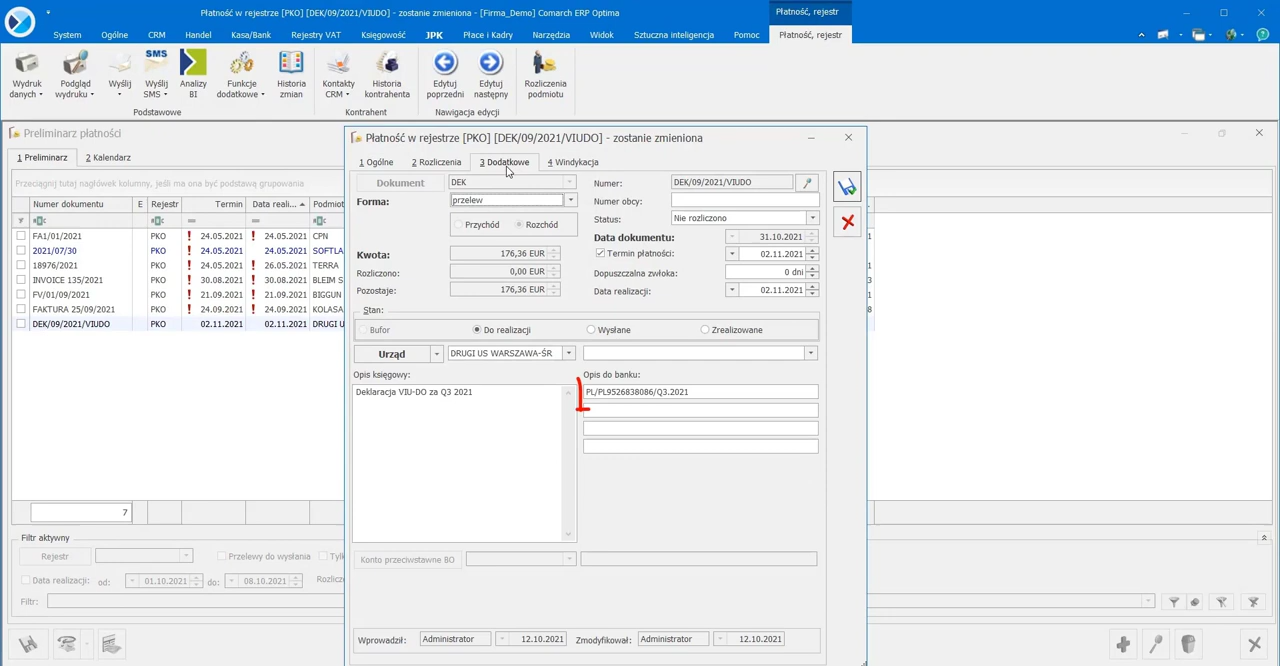 Płatność w rejestrze [PKO] [DEK/09/2021/VIUDO] - zostanie zmieniona - [Firma_Demo] Comarch ERP Optima
Płatność, rejestr
System Ogólne CRM Handel Kasa/Bank Rejestry VAT Księgowość JPK Płace i Kadry Narzędzia Widok Sztuczna inteligencja Pomoc Płatność, rejestr
Wydruk danych Podgląd wydruku Wyślij Wyślij SMS Analizy BI Funkcje dodatkowe Historia zmian Kontakty CRM Historia kontrahenta Edytuj poprzedni Edytuj następny Rozliczenia podmiotu
SMS
Podstawowe Kontrahent Nawigacja edycji
Preliminarz płatności
1 Preliminarz 2 Kalendarz
Przeciągnij tutaj nagłówek kolumny, jeśli ma ona być podstawą grupowania
Numer dokumentu E Rejestr Termin Data reali... Podmiot
FA1/01/2021 PKO ! 24.05.2021 ! 24.05.2021 CPN
2021/07/30 PKO ! 24.05.2021 ! 24.05.2021 SOFTLA
18976/2021 PKO ! 24.05.2021 ! 26.05.2021 TERRA
INVOICE 135/2021 PKO ! 30.08.2021 ! 30.08.2021 BLEIM S
FV/01/09/2021 PKO ! 21.09.2021 ! 21.09.2021 BIGGUN
FAKTURA 25/09/2021 PKO ! 24.09.2021 ! 24.09.2021 KOLASA
DEK/09/2021/VIUDO PKO 02.11.2021 02.11.2021 DRUGI U
7
Filtr aktywny
Rejestr Przelewy do wysłania Tylk
Data realizacji: od: 01.10.2021 do: 08.10.2021 Rozlicze
Filtr:
Płatność w rejestrze [PKO] [DEK/09/2021/VIUDO] - zostanie zmieniona
1 Ogólne 2 Rozliczenia 3 Dodatkowe 4 Windykacja
Dokument DEK Numer: DEK/09/2021/VIUDO
Forma: przelew Numer obcy:
Przychód Rozchód Status: Nie rozliczono
Data dokumentu: 31.10.2021
Kwota: 176,36 EUR Termin płatności: 02.11.2021
Rozliczono: 0,00 EUR Dopuszczalna zwłoka: 0 dni
Pozostaje: 176,36 EUR Data realizacji: 02.11.2021
Stan:
Bufor Do realizacji Wysłane Zrealizowane
Urząd DRUGI US WARSZAWA-ŚR
Opis księgowy: Opis do banku:
Deklaracja VIU-DO za Q3 2021 PL/PL9526838086/Q3.2021
Konto przeciwstawne BO
Wprowadził: Administrator 12.10.2021 Zmodyfikował: Administrator 12.10.2021